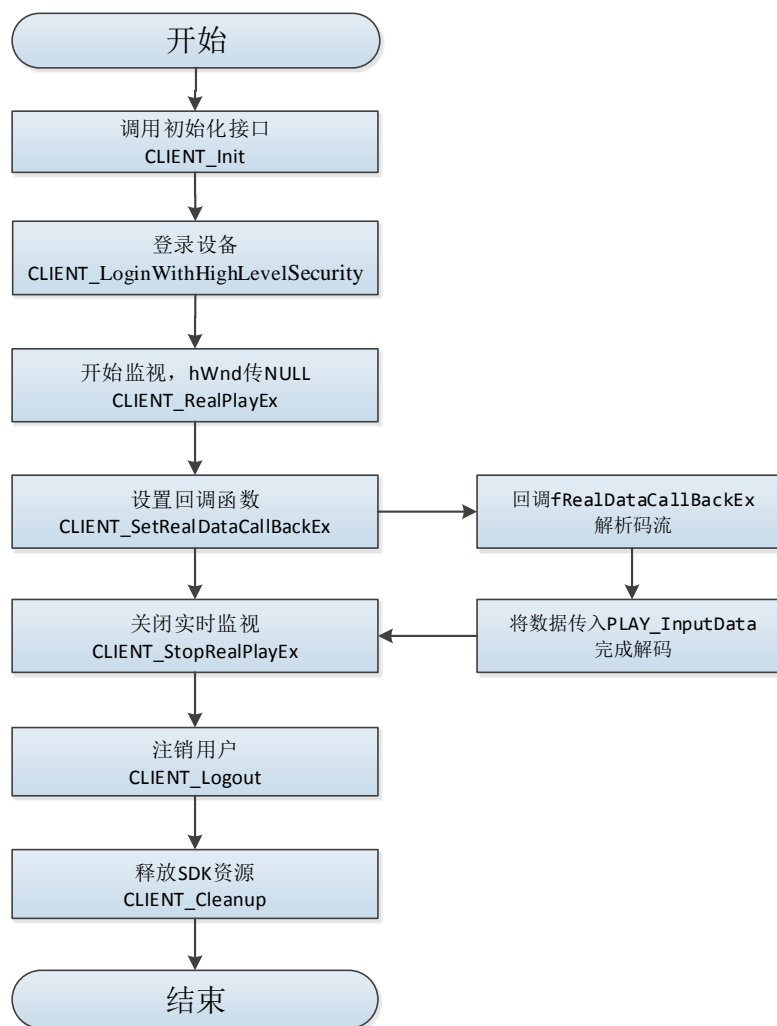 开始
调用初始化接口
CLIENT_Init
登录设备
CLIENT_LoginWithHighLevelSecurity
开始监视，hWnd传NULL
CLIENT_RealPlayEx
设置回调函数
CLIENT_SetRealDataCallBackEx
回调fRealDataCallBackEx
解析码流
将数据传入PLAY_InputData
完成解码
关闭实时监视
CLIENT_StopRealPlayEx
注销用户
CLIENT_Logout
释放SDK资源
CLIENT_Cleanup
结束